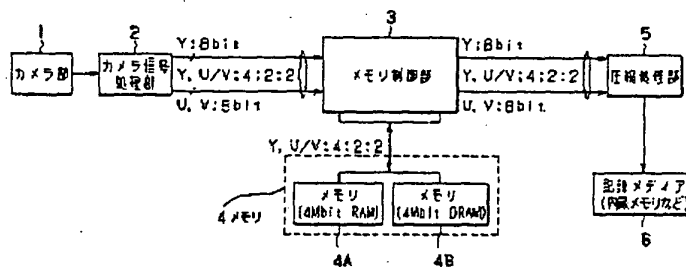 1
カメラ部
2
カメラ信号
処理部
Y:8bit
Y, U/V:4:2:2
U, V:8bit
3
メモリ制御部
Y:8bit
Y, U/V:4:2:2
U, V:8bit
5
圧縮処理部
Y, U/V:4:2:2
4メモリ
メモリ
(4Mbit RAM)
4A
メモリ
(4Mbit DRAM)
4B
記録メディア
(内蔵メモリなど)
6